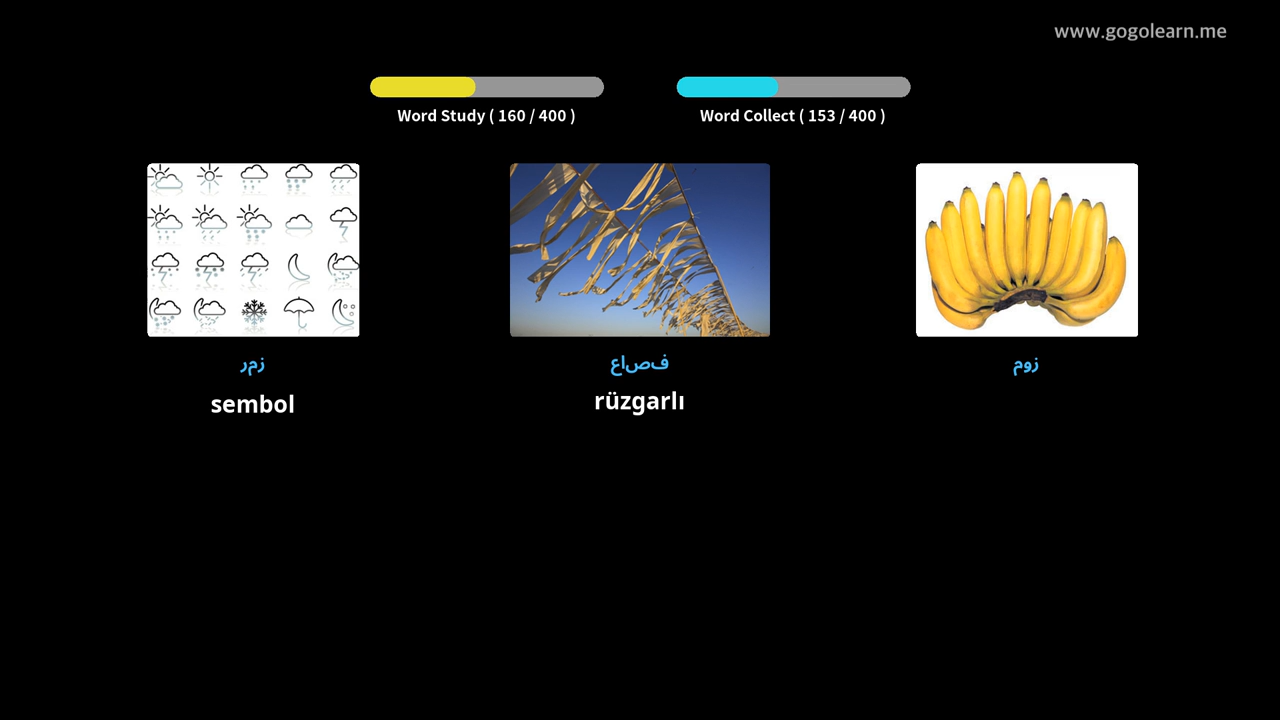 www.gogolearn.me
Word Study ( 160 / 400 )
Word Collect ( 153 / 400 )
رمز
عاصف
موز
sembol
rüzgarlı